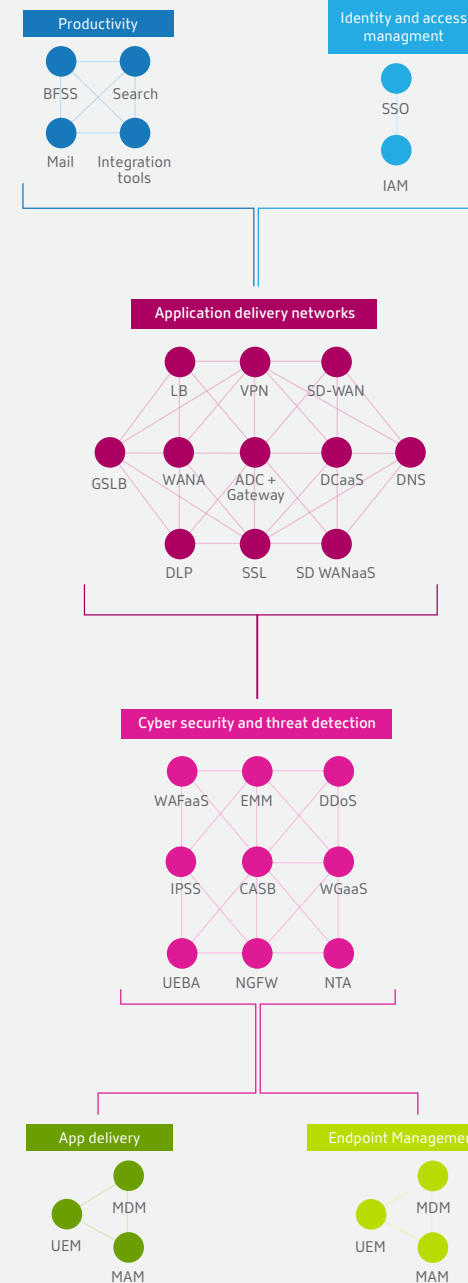 Productivity
Identity and access
managment
BFSS
Search
SSO
Mail
Integration
tools
IAM
Application delivery networks
LB
VPN
SD-WAN
GSLB
WANA
ADC +
Gateway
DCaaS
DNS
DLP
SSL
SD WANaaS
Cyber security and threat detection
WAFaaS
EMM
DDoS
IPSS
CASB
WGaaS
UEBA
NGFW
NTA
App delivery
Endpoint Managemen
MDM
MDM
UEM
UEM
MAM
MAM